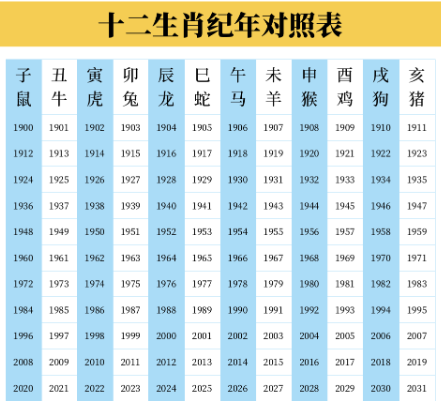 十二生肖纪年对照表
子 丑 寅 卯 辰 巳 午 未 申 酉 戌 亥
鼠 牛 虎 兔 龙 蛇 马 羊 猴 鸡 狗 猪
1900 1901 1902 1903 1904 1905 1906 1907 1908 1909 1910 1911
1912 1913 1914 1915 1916 1917 1918 1919 1920 1921 1922 1923
1924 1925 1926 1927 1928 1929 1930 1931 1932 1933 1934 1935
1936 1937 1938 1939 1940 1941 1942 1943 1944 1945 1946 1947
1948 1949 1950 1951 1952 1953 1954 1955 1956 1957 1958 1959
1960 1961 1962 1963 1964 1965 1966 1967 1968 1969 1970 1971
1972 1973 1974 1975 1976 1977 1978 1979 1980 1981 1982 1983
1984 1985 1986 1987 1988 1989 1990 1991 1992 1993 1994 1995
1996 1997 1998 1999 2000 2001 2002 2003 2004 2005 2006 2007
2008 2009 2010 2011 2012 2013 2014 2015 2016 2017 2018 2019
2020 2021 2022 2023 2024 2025 2026 2027 2028 2029 2030 2031